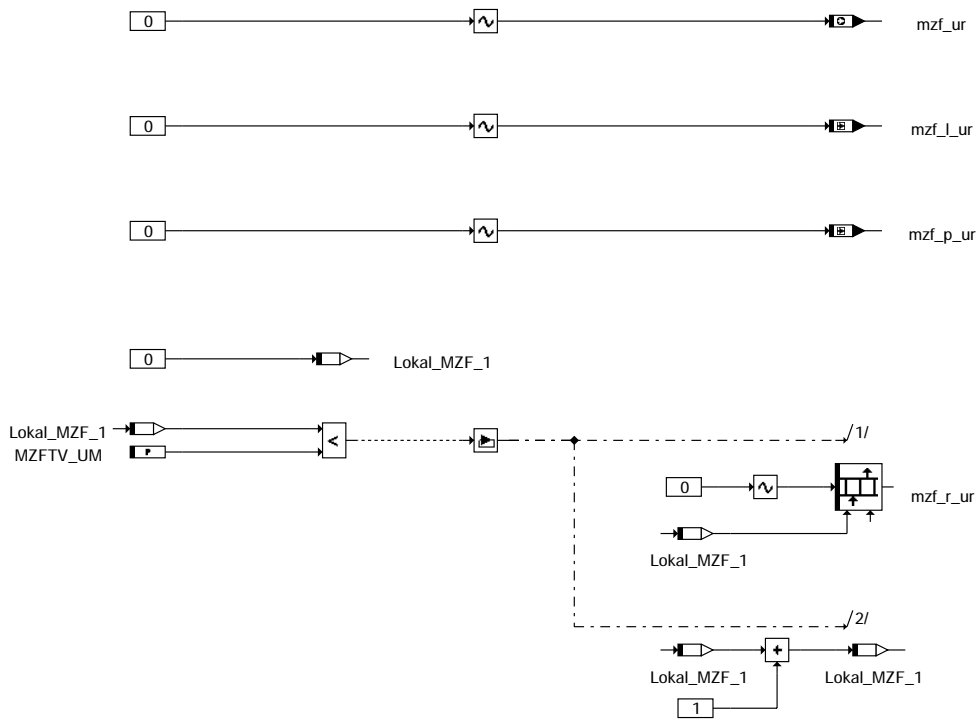 0 mzf_ur
0 mzf_l_ur
0 mzf_p_ur
0 Lokal_MZF_1
Lokal_MZF_1 <
MZFTV_UM P
/1/
0 mzf_r_ur
Lokal_MZF_1
/2/
+
Lokal_MZF_1 Lokal_MZF_1
1